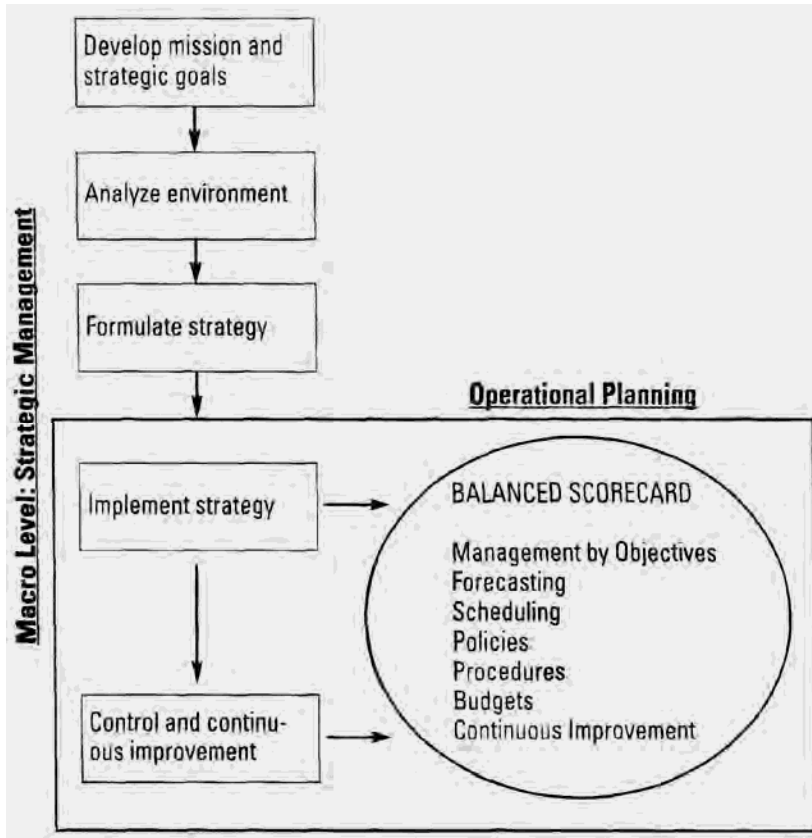 Develop mission and
strategic goals
Analyze environment
Formulate strategy
Macro Level: Strategic Management
Operational Planning
Implement strategy
BALANCED SCORECARD
Management by Objectives
Forecasting
Scheduling
Policies
Procedures
Budgets
Continuous Improvement
Control and continu-
ous improvement